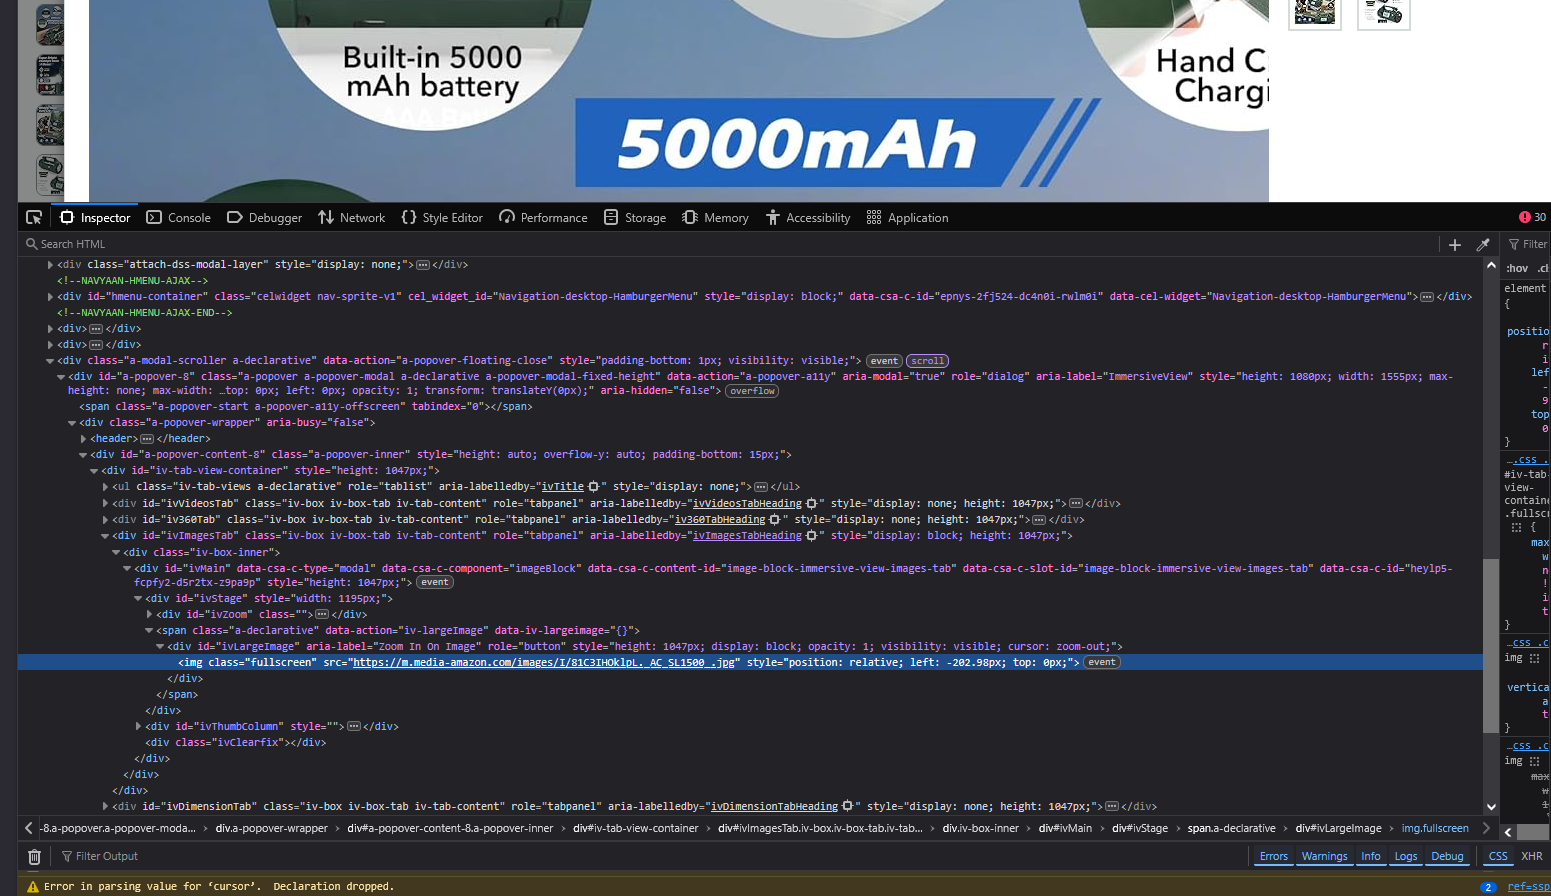 Built-in 5000
mAh battery
Hand C
Chargi
5000mAh
Inspector Console Debugger Network Style Editor Performance Storage Memory Accessibility Application 30
Search HTML Filter
<div class="attach-dss-modal-layer" style="display: none;"> </div>
<!--NAVYAAN-HMENU-AJAX-->
<div id="hmenu-container" class="celwidget nav-sprite-v1" cel_widget_id="Navigation-desktop-HamburgerMenu" style="display: block;" data-csa-c-id="epnys-2fj524-dc4n0i-rwlm0i" data-cel-widget="Navigation-desktop-HamburgerMenu"> </div>
<!--NAVYAAN-HMENU-AJAX-END-->
<div> </div>
<div> </div>
<div class="a-modal-scroller a-declarative" data-action="a-popover-floating-close" style="padding-bottom: 1px; visibility: visible;"> event scroll
<div id="a-popover-8" class="a-popover a-popover-modal a-declarative a-popover-modal-fixed-height" data-action="a-popover-a11y" aria-modal="true" role="dialog" aria-label="ImmersiveView" style="height: 1080px; width: 1555px; max-
height: none; max-width: …top: 0px; left: 0px; opacity: 1; transform: translateY(0px);" aria-hidden="false"> overflow
<span class="a-popover-start a-popover-a11y-offscreen" tabindex="0"></span>
<div class="a-popover-wrapper" aria-busy="false">
<header> </header>
<div id="a-popover-content-8" class="a-popover-inner" style="height: auto; overflow-y: auto; padding-bottom: 15px;">
<div id="iv-tab-view-container" style="height: 1047px;">
<ul class="iv-tab-views a-declarative" role="tablist" aria-labelledby="ivTitle" style="display: none;"> </ul>
<div id="ivVideosTab" class="iv-box iv-box-tab iv-tab-content" role="tabpanel" aria-labelledby="ivVideosTabHeading" style="display: none; height: 1047px;"> </div>
<div id="iv360Tab" class="iv-box iv-box-tab iv-tab-content" role="tabpanel" aria-labelledby="iv360TabHeading" style="display: none; height: 1047px;"> </div>
<div id="ivImagesTab" class="iv-box iv-box-tab iv-tab-content" role="tabpanel" aria-labelledby="ivImagesTabHeading" style="display: block; height: 1047px;">
<div class="iv-box-inner">
<div id="ivMain" data-csa-c-type="modal" data-csa-c-component="imageBlock" data-csa-c-content-id="image-block-immersive-view-images-tab" data-csa-c-slot-id="image-block-immersive-view-images-tab" data-csa-c-id="heylp5-
fcpfy2-d5r2tx-z9pa9p" style="height: 1047px;"> event
<div id="ivStage" style="width: 1195px;">
<div id="ivZoom" class=""> </div>
<span class="a-declarative" data-action="iv-largeImage" data-iv-largeimage="{}">
<div id="ivLargeImage" aria-label="Zoom In On Image" role="button" style="height: 1047px; display: block; opacity: 1; visibility: visible; cursor: zoom-out;">
<img class="fullscreen" src="https://m.media-amazon.com/images/I/81C3IHOklpL._AC_SL1500_.jpg" style="position: relative; left: -202.98px; top: 0px;"> event
</div>
</span>
</div>
<div id="ivThumbColumn" style=""> </div>
<div class="ivClearfix"></div>
</div>
</div>
</div>
<div id="ivDimensionTab" class="iv-box iv-box-tab iv-tab-content" role="tabpanel" aria-labelledby="ivDimensionTabHeading" style="display: none; height: 1047px;"> </div>
:hov .cl
element
{
positio
left
top
0
}
….css
#iv-tab-
view-
containe
.fullscr
{
max
}
….css
img
vertica
}
….css
img
-8.a-popover.a-popover-moda… > div.a-popover-wrapper > div#a-popover-content-8.a-popover-inner > div#iv-tab-view-container > div#ivImagesTab.iv-box.iv-box-tab.iv-tab… > div.iv-box-inner > div#ivMain > div#ivStage > span.a-declarative > div#ivLargeImage > img.fullscreen
Filter Output Errors Warnings Info Logs Debug CSS XHR
Error in parsing value for ‘cursor’. Declaration dropped. 2 ref=ssp